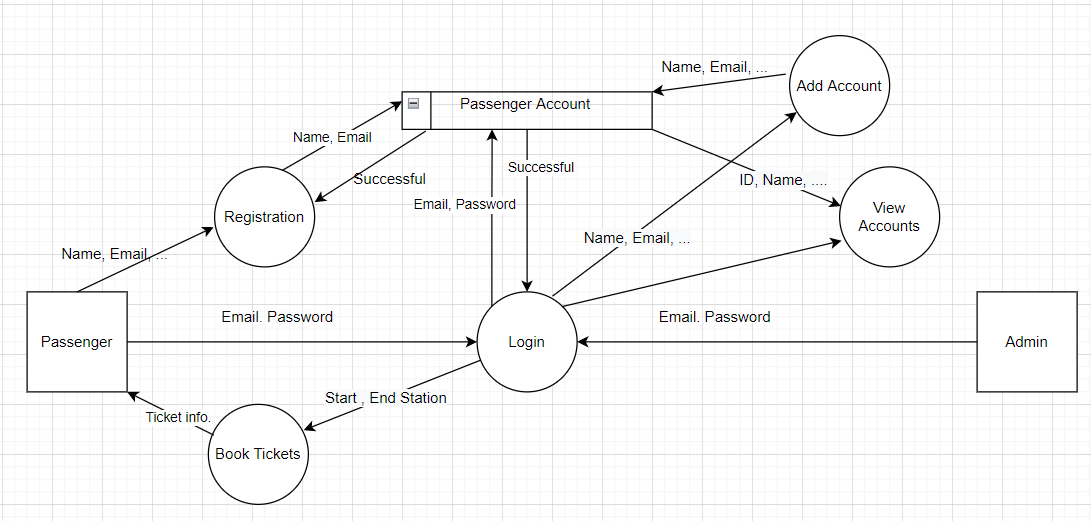 Name, Email, ...
Add Account
Passenger Account
Name, Email
Successful
Successful
ID, Name, ....
Email, Password
Registration
View
Accounts
Name, Email, ...
Name, Email, ...
Email. Password
Email. Password
Passenger
Login
Admin
Start , End Station
Ticket info.
Book Tickets